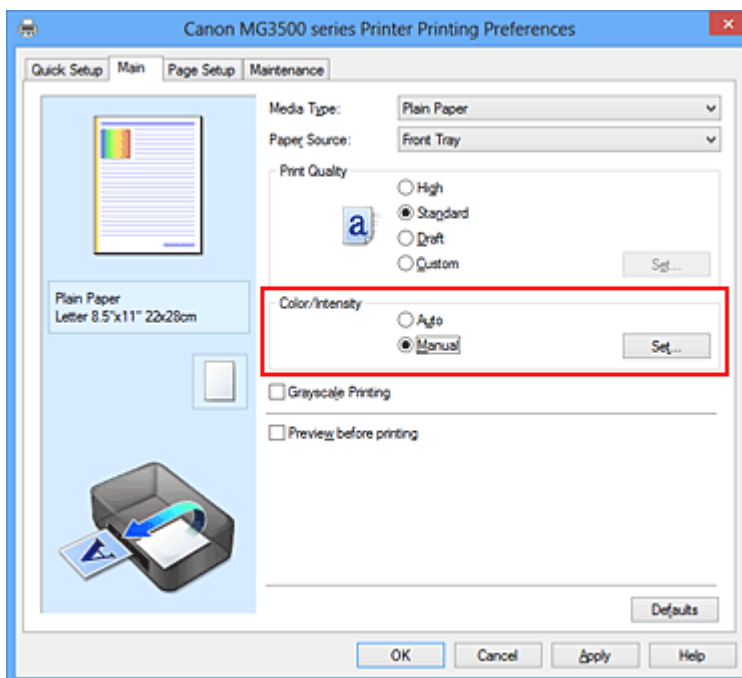 Canon MG3500 series Printer Printing Preferences
Quick Setup Main Page Setup Maintenance
Media Type: Plain Paper
Paper Source: Front Tray
Print Quality
High
a Standard
Draft
Custom Set...
Plain Paper
Letter 8.5"x11" 22x28cm
Color/Intensity
Auto
Manual Set...
Grayscale Printing
Preview before printing
A
Defaults
OK Cancel Apply Help